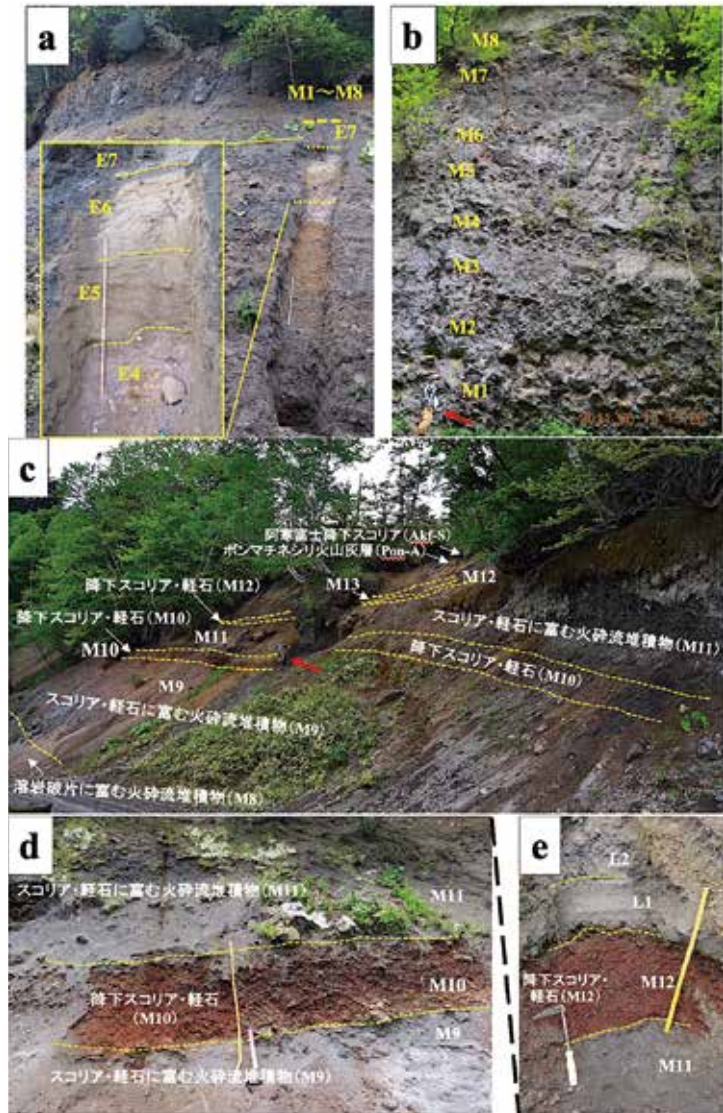 a
M1～M8
E7
E7
E6
E5
E4
b
M8
M7
M6
M5
M4
M3
M2
M1
c
阿寒富士降下スコリア(Akf-8)
ポンマチネシリ火山灰層(Pon-A)
降下スコリア・軽石(M12)
M13
M12
降下スコリア・軽石(M10)
M11
スコリア・軽石に富む火砕流堆積物(M11)
M10
降下スコリア・軽石(M10)
M9
スコリア・軽石に富む火砕流堆積物(M9)
溶岩破片に富む火砕流堆積物(M8)
d
スコリア・軽石に富む火砕流堆積物(M11)
M11
降下スコリア・軽石
(M10)
M10
M9
スコリア・軽石に富む火砕流堆積物(M9)
e
L2
L1
降下スコリア・
軽石(M12)
M12
M11